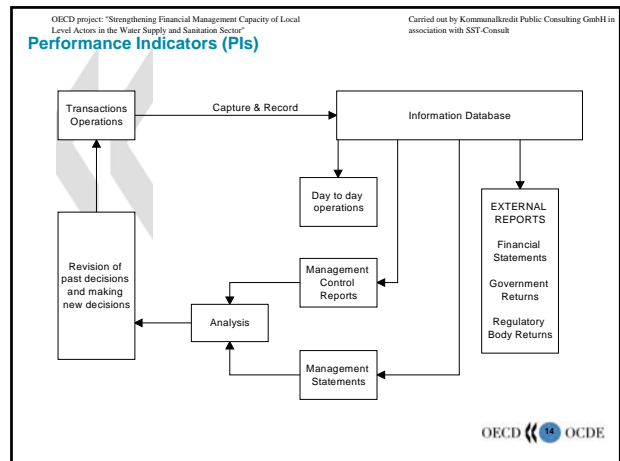 OECD project: "Strengthening Financial Management Capacity of Local
Level Actors in the Water Supply and Sanitation Sector"
Carried out by Kommunalkredit Public Consulting GmbH in
association with SST-Consult
Performance Indicators (PIs)
Transactions
Operations
Capture & Record
Information Database
Day to day
operations
EXTERNAL
REPORTS
Financial
Statements
Government
Returns
Regulatory
Body Returns
Revision of
past decisions
and making
new decisions
Management
Control
Reports
Analysis
Management
Statements
OECD 14 OCDE